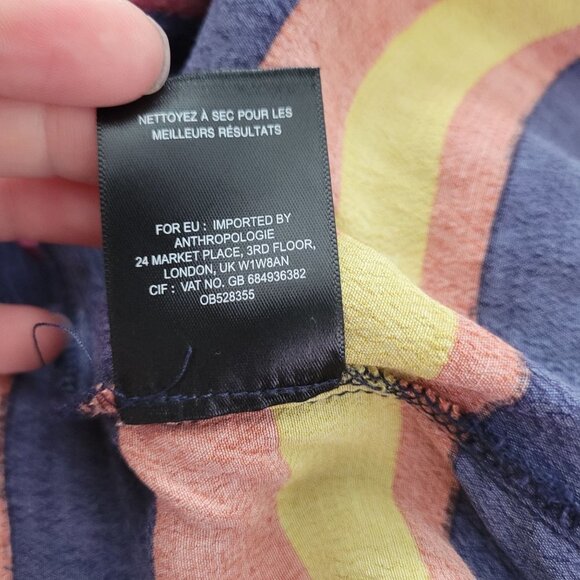 NETTOYEZ À SEC POUR LES
MEILLEURS RÉSULTATS
FOR EU : IMPORTED BY
ANTHROPOLOGIE
24 MARKET PLACE, 3RD FLOOR,
LONDON, UK W1W8AN
CIF : VAT NO. GB 684936382
OB528355